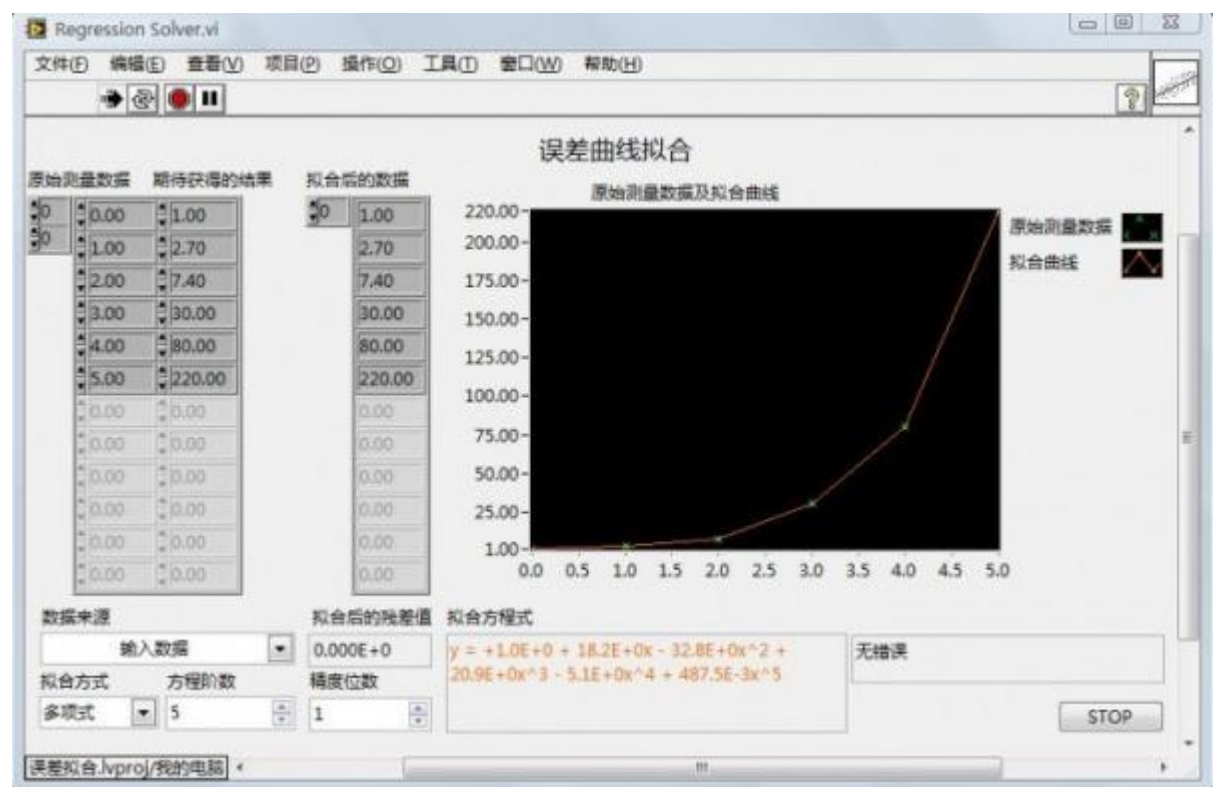 Regression Solver.vi
文件(F) 编辑(E) 查看(V) 项目(P) 操作(O) 工具(T) 窗口(W) 帮助(H)
误差曲线拟合
原始测量数据 期待获得的结果 拟合后的数据 原始测量数据及拟合曲线
0 0.00 1.00 0 1.00
0 1.00 2.70 2.70
2.00 7.40 7.40
3.00 30.00 30.00
4.00 80.00 80.00
5.00 220.00 220.00
0.00 0.00 0.00
0.00 0.00 0.00
0.00 0.00 0.00
0.00 0.00 0.00
0.00 0.00 0.00
0.00 0.00 0.00
220.00
200.00
175.00
150.00
125.00
100.00
75.00
50.00
25.00
1.00
0.0 0.5 1.0 1.5 2.0 2.5 3.0 3.5 4.0 4.5 5.0
原始测量数据
拟合曲线
数据来源 拟合后的残差值 拟合方程式
输入数据 0.000E+0
y = +1.0E+0 + 18.2E+0x - 32.8E+0x^2 +
20.9E+0x^3 - 5.1E+0x^4 + 487.5E-3x^5
无错误
拟合方式 方程阶数 精度位数
多项式 5 1
STOP
误差拟合.lvproj/我的电脑